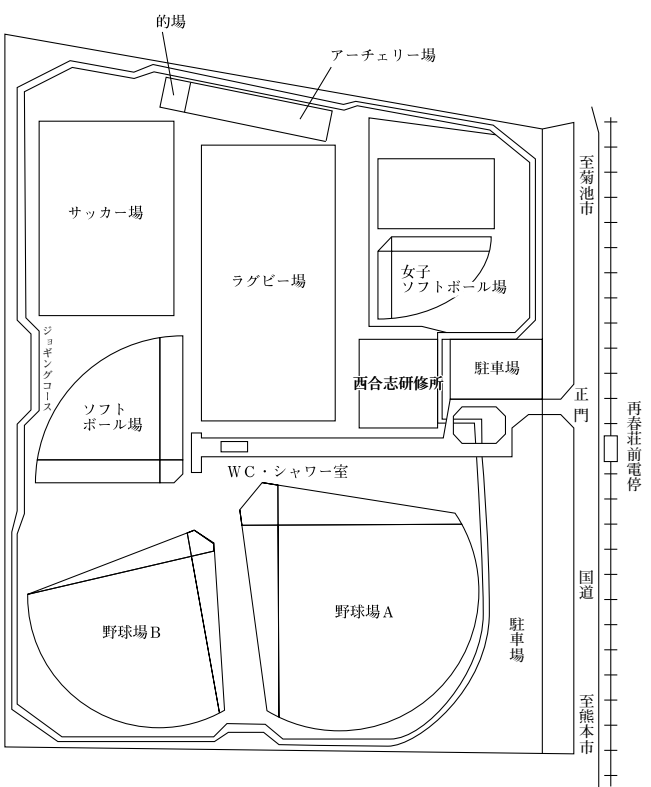 的場
アーチェリー場
至菊池市
サッカー場
ラグビー場
女子
ソフトボール場
ジョギングコース
西合志研修所
駐車場
正門
再春荘前電停
ソフト
ボール場
WC・シャワー室
野球場A
野球場B
駐車場
国道
至熊本市